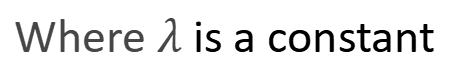 Where λ is a constant